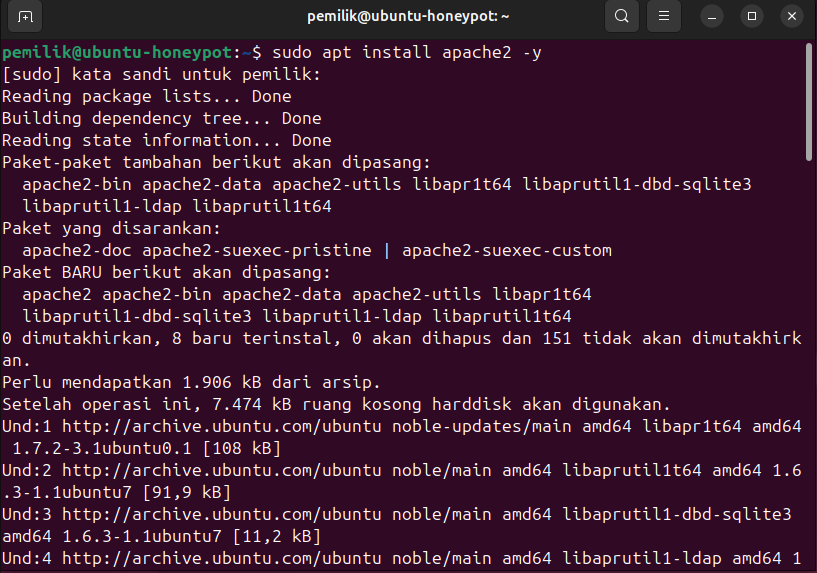 pemilik@ubuntu-honeypot: ~
pemilik@ubuntu-honeypot:~$ sudo apt install apache2 -y
[sudo] kata sandi untuk pemilik:
Reading package lists... Done
Building dependency tree... Done
Reading state information... Done
Paket-paket tambahan berikut akan dipasang:
  apache2-bin apache2-data apache2-utils libapr1t64 libaprutil1-dbd-sqlite3
  libaprutil1-ldap libaprutil1t64
Paket yang disarankan:
  apache2-doc apache2-suexec-pristine | apache2-suexec-custom
Paket BARU berikut akan dipasang:
  apache2 apache2-bin apache2-data apache2-utils libapr1t64
  libaprutil1-dbd-sqlite3 libaprutil1-ldap libaprutil1t64
0 dimutakhirkan, 8 baru terinstal, 0 akan dihapus dan 151 tidak akan dimutakhirk
an.
Perlu mendapatkan 1.906 kB dari arsip.
Setelah operasi ini, 7.474 kB ruang kosong harddisk akan digunakan.
Und:1 http://archive.ubuntu.com/ubuntu noble-updates/main amd64 libapr1t64 amd64
 1.7.2-3.1ubuntu0.1 [108 kB]
Und:2 http://archive.ubuntu.com/ubuntu noble/main amd64 libaprutil1t64 amd64 1.6
.3-1.1ubuntu7 [91,9 kB]
Und:3 http://archive.ubuntu.com/ubuntu noble/main amd64 libaprutil1-dbd-sqlite3
amd64 1.6.3-1.1ubuntu7 [11,2 kB]
Und:4 http://archive.ubuntu.com/ubuntu noble/main amd64 libaprutil1-ldap amd64 1